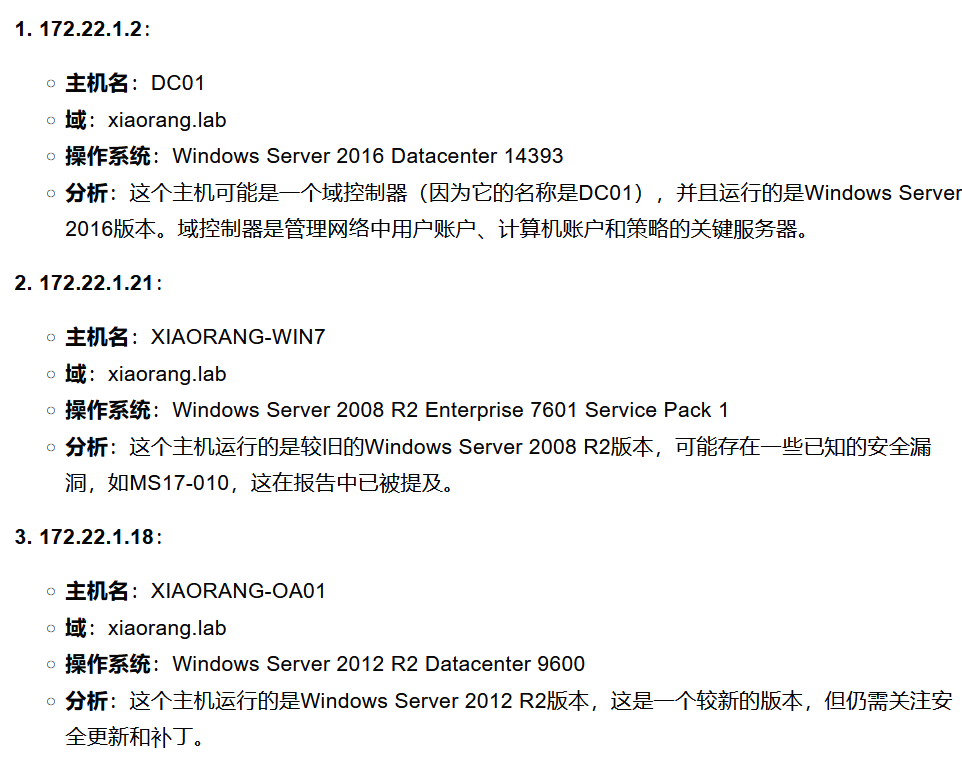 1. 172.22.1.2：
主机名：DC01
域：xiaorang.lab
操作系统：Windows Server 2016 Datacenter 14393
分析：这个主机可能是一个域控制器（因为它的名称是DC01），并且运行的是Windows Server
2016版本。域控制器是管理网络中用户账户、计算机账户和策略的关键服务器。
2. 172.22.1.21：
主机名：XIAORANG-WIN7
域：xiaorang.lab
操作系统：Windows Server 2008 R2 Enterprise 7601 Service Pack 1
分析：这个主机运行的是较旧的Windows Server 2008 R2版本，可能存在一些已知的安全漏
洞，如MS17-010，这在报告中已被提及。
3. 172.22.1.18：
主机名：XIAORANG-OA01
域：xiaorang.lab
操作系统：Windows Server 2012 R2 Datacenter 9600
分析：这个主机运行的是Windows Server 2012 R2版本，这是一个较新的版本，但仍需关注安
全更新和补丁。